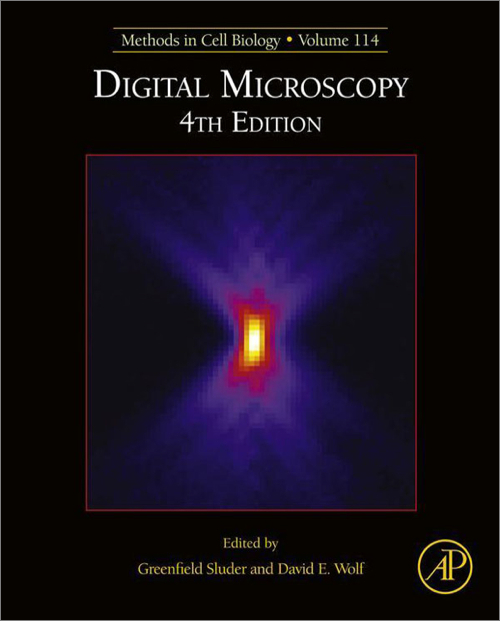 Methods in Cell Biology • Volume 114
DIGITAL MICROSCOPY
4TH EDITION
Edited by
Greenfield Sluder and David E. Wolf
AP